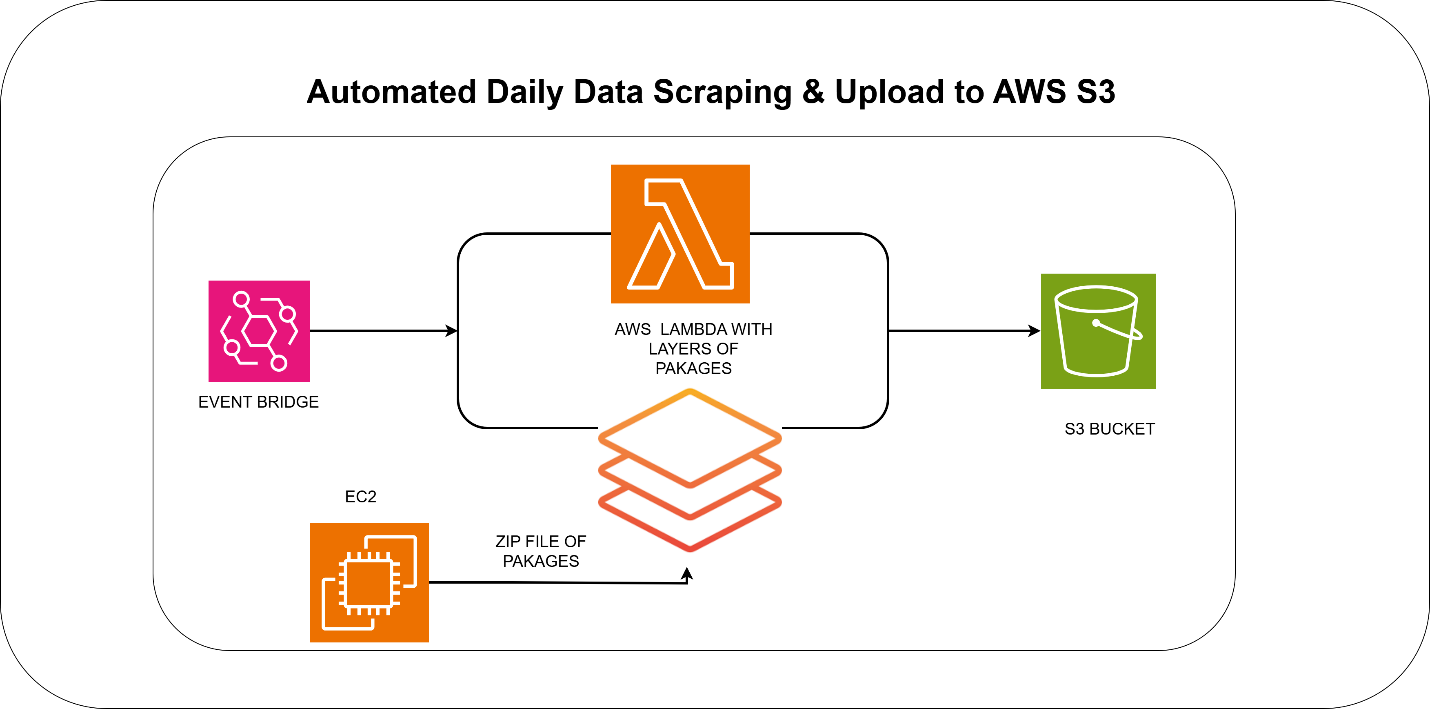 Automated Daily Data Scraping & Upload to AWS S3
AWS LAMBDA WITH
LAYERS OF
PAKAGES
EVENT BRIDGE
S3 BUCKET
EC2
ZIP FILE OF
PAKAGES